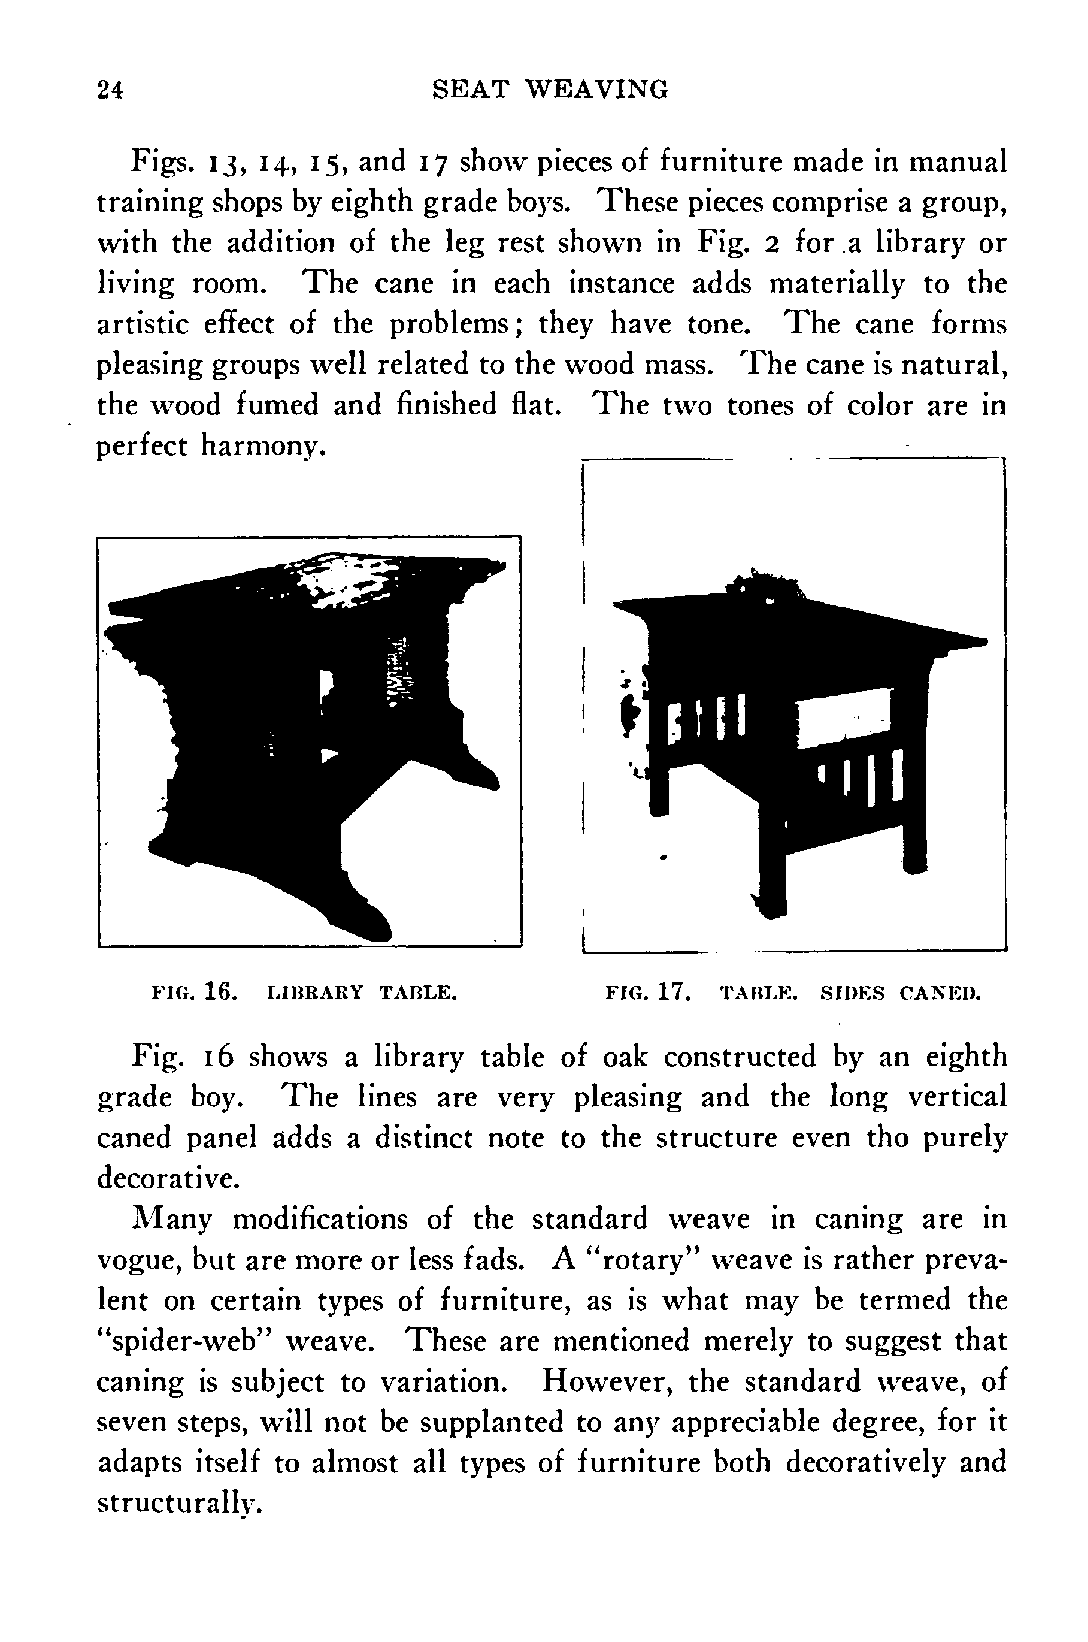 24 SEAT WEAVING
Figs. 13, 14, 15, and 17 show pieces of furniture made in manual
training shops by eighth grade boys. These pieces comprise a group,
with the addition of the leg rest shown in Fig. 2 for a library or
living room. The cane in each instance adds materially to the
artistic effect of the problems; they have tone. The cane forms
pleasing groups well related to the wood mass. The cane is natural,
the wood fumed and finished flat. The two tones of color are in
perfect harmony.
FIG. 16. LIBRARY TABLE.
FIG. 17. TABLE. SIDES CANED.
Fig. 16 shows a library table of oak constructed by an eighth
grade boy. The lines are very pleasing and the long vertical
caned panel adds a distinct note to the structure even tho purely
decorative.
Many modifications of the standard weave in caning are in
vogue, but are more or less fads. A "rotary" weave is rather preva-
lent on certain types of furniture, as is what may be termed the
"spider-web" weave. These are mentioned merely to suggest that
caning is subject to variation. However, the standard weave, of
seven steps, will not be supplanted to any appreciable degree, for it
adapts itself to almost all types of furniture both decoratively and
structurally.